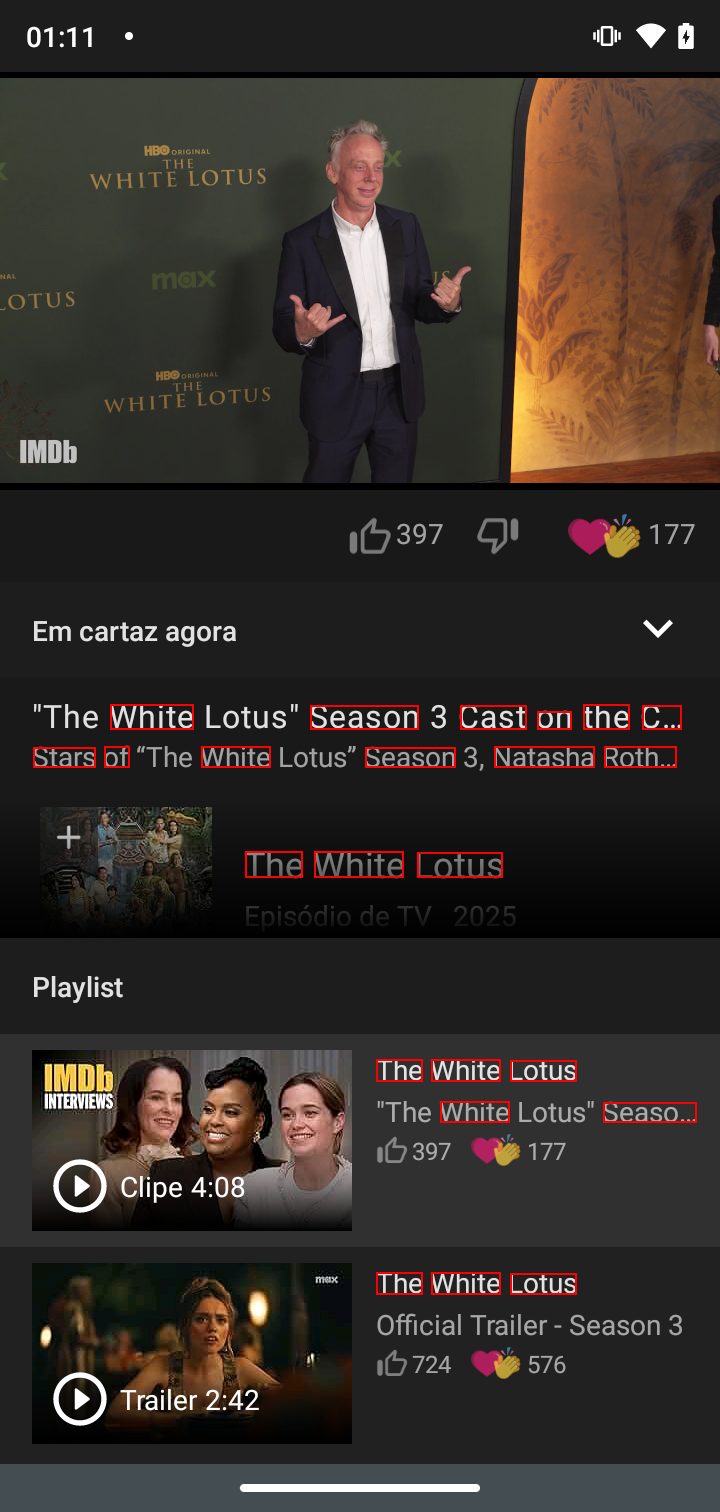 01:11
HBO ORIGINAL
THE
WHITE LOTUS
max
LOTUS
HBO ORIGINAL
THE
WHITE LOTUS
IMDb
397 177
Em cartaz agora
"The White Lotus" Season 3 Cast on the C…
Stars of “The White Lotus” Season 3, Natasha Roth…
The White Lotus
Episódio de TV 2025
Playlist
IMDb
INTERVIEWS
Clipe 4:08
The White Lotus
"The White Lotus" Seaso…
397 177
max
Trailer 2:42
The White Lotus
Official Trailer - Season 3
724 576